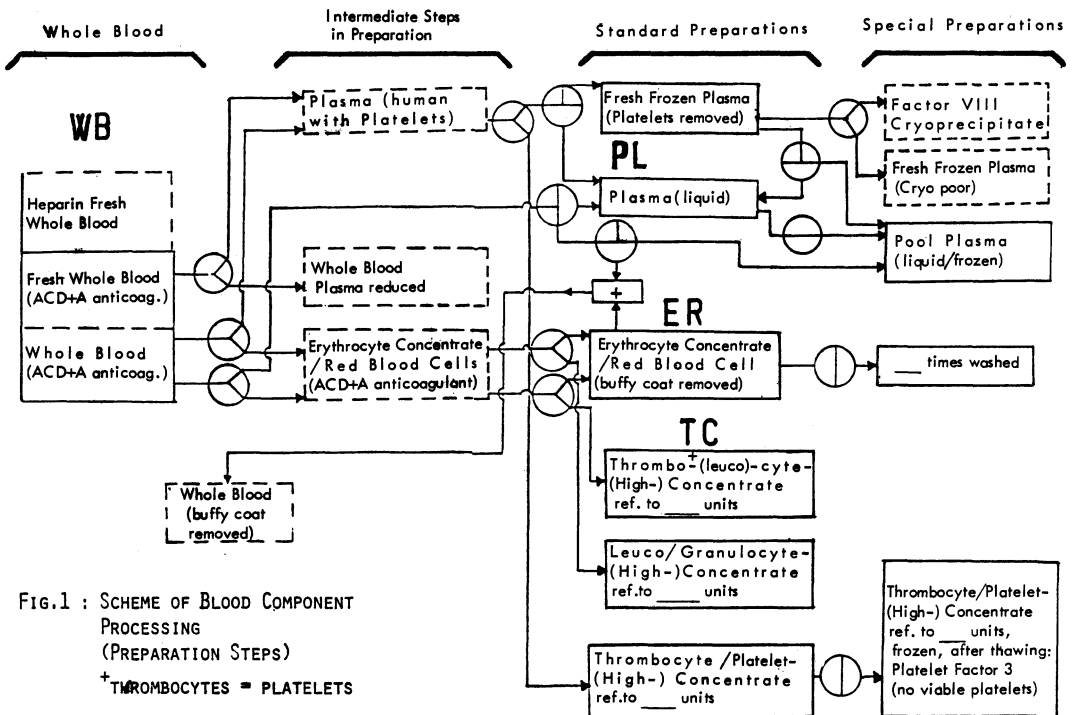 Whole Blood
Intermediate Steps
in Preparation
Standard Preparations
Special Preparations
WB
Heparin Fresh
Whole Blood
Fresh Whole Blood
(ACD+A anticoag.)
Whole Blood
(ACD+A anticoag.)
Plasma (human
with Platelets)
Whole Blood
Plasma reduced
Erythrocyte Concentrate
/Red Blood Cells
(ACD+A anticoagulant)
Whole Blood
(buffy coat
removed)
Fresh Frozen Plasma
(Platelets removed)
PL
Plasma (liquid)
+
ER
Erythrocyte Concentrate
/Red Blood Cell
(buffy coat removed)
TC
Thrombo+-(leuco)-cyte-
(High-) Concentrate
ref. to ___ units
Leuco/Granulocyte-
(High-) Concentrate
ref.to ___ units
Thrombocyte/Platelet-
(High-) Concentrate
ref.to ___ units
Factor VIII
Cryoprecipitate
Fresh Frozen Plasma
(Cryo poor)
Pool Plasma
(liquid/frozen)
___ times washed
Thrombocyte/Platelet-
(High-) Concentrate
ref. to ___ units,
frozen, after thawing:
Platelet Factor 3
(no viable platelets)
FIG.1 : SCHEME OF BLOOD COMPONENT
PROCESSING
(PREPARATION STEPS)
+ = PLATELETS